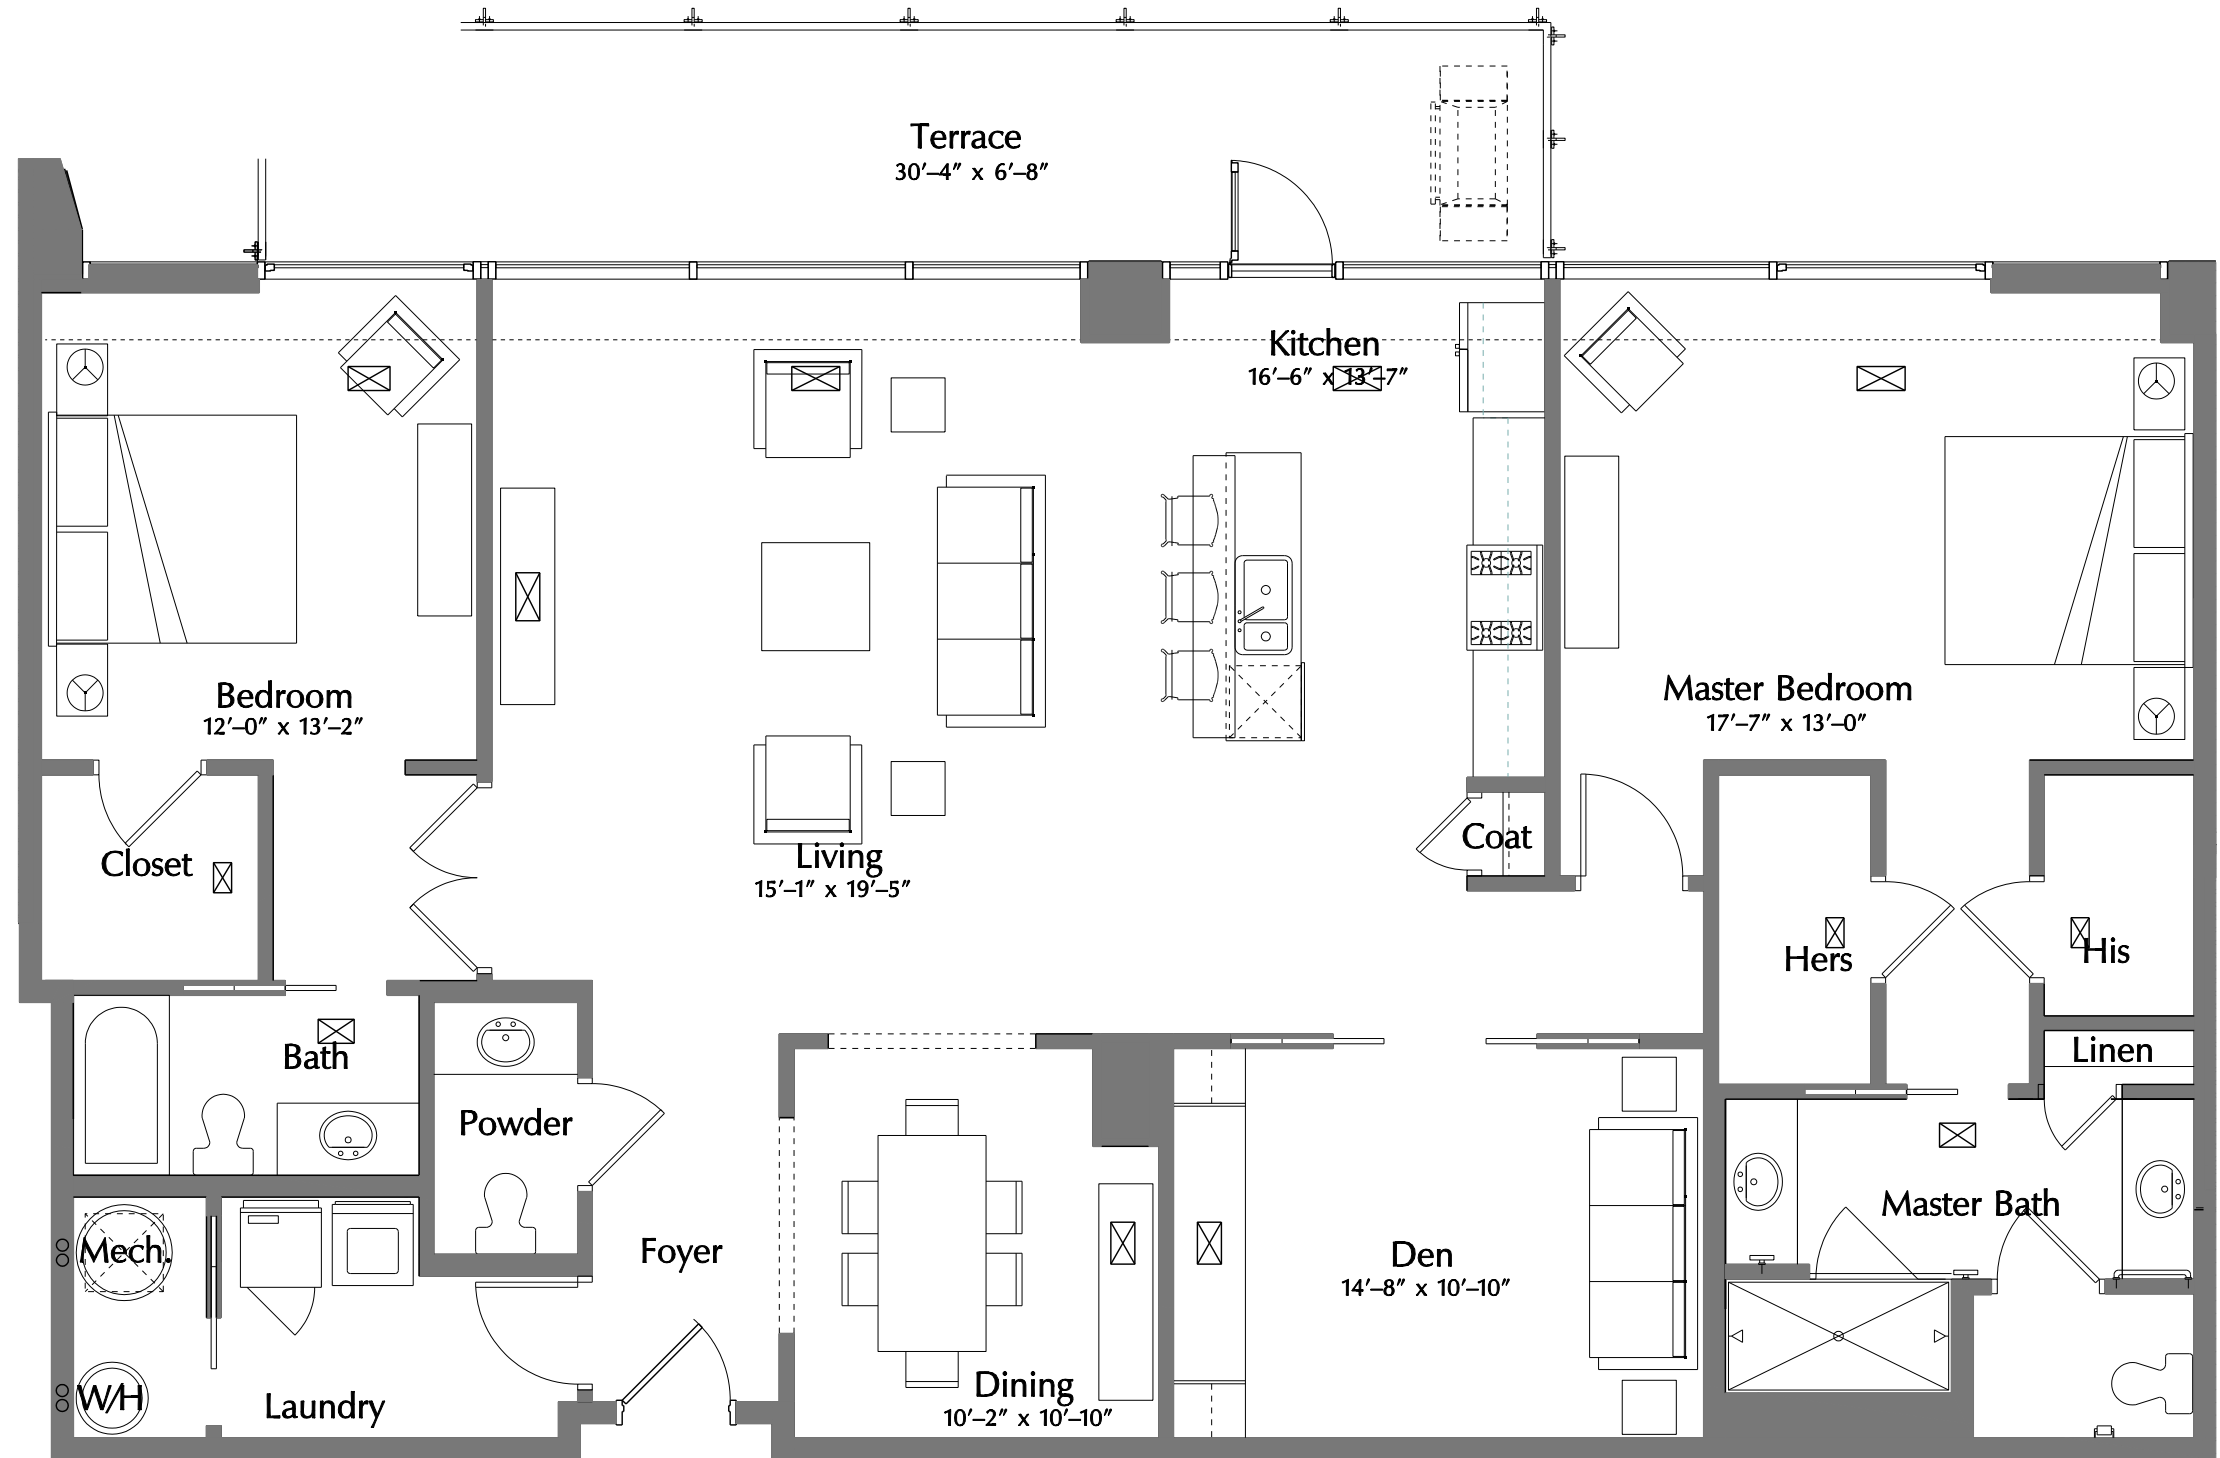 Terrace
30'–4" x 6'–8"
Kitchen
16'–6" x 13'–7"
Bedroom
12'–0" x 13'–2"
Master Bedroom
17'–7" x 13'–0"
Closet
Living
15'–1" x 19'–5"
Coat
Hers
His
Bath
Linen
Powder
Master Bath
Mech.
Foyer
Den
14'–8" x 10'–10"
W/H
Laundry
Dining
10'–2" x 10'–10"